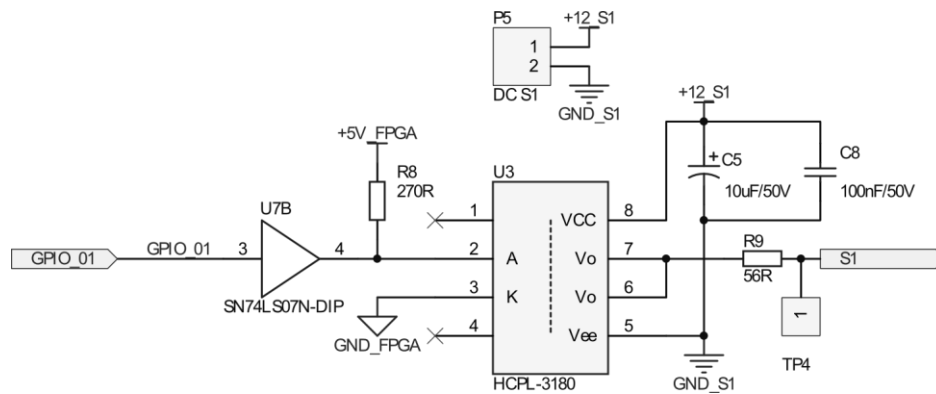 P5
+12_S1
1
2
DC S1
GND_S1
+12_S1
+5V_FPGA
R8
270R
U3
+
C5
10uF/50V
C8
100nF/50V
U7B
GPIO_01
GPIO_01
3
4
SN74LS07N-DIP
1
2
A
3
K
4
GND_FPGA
VCC
8
Vo
7
Vo
6
Vee
5
HCPL-3180
R9
56R
S1
1
TP4
GND_S1